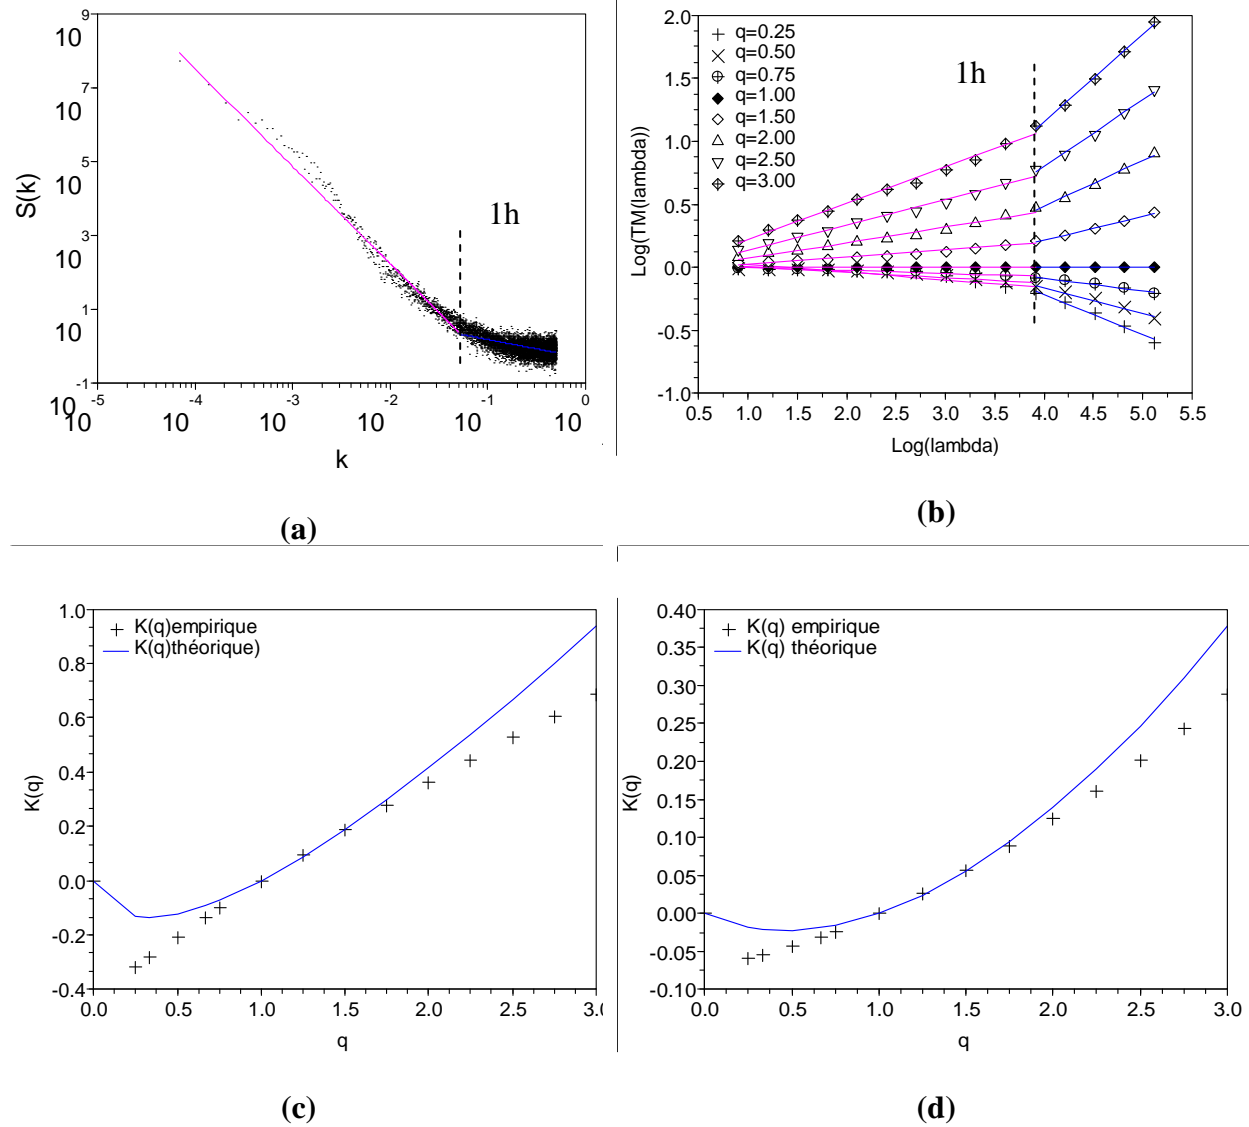 10 9
10 7
10 5
10 3
10 1
10 -1
S(k)
1h
10 -5
10 -4
10 -3
10 -2
10 -1
10 0
k
(a)
2.0
1.5
1.0
0.5
0.0
-0.5
-1.0
Log(TM(lambda))
q=0.25
q=0.50
q=0.75
q=1.00
q=1.50
q=2.00
q=2.50
q=3.00
1h
0.5 1.0 1.5 2.0 2.5 3.0 3.5 4.0 4.5 5.0 5.5
Log(lambda)
(b)
1.0
0.8
0.6
0.4
0.2
0.0
-0.2
-0.4
K(q)
K(q)empirique
K(q)théorique)
0.0 0.5 1.0 1.5 2.0 2.5 3.0
q
(c)
0.40
0.35
0.30
0.25
0.20
0.15
0.10
0.05
0.00
-0.05
-0.10
K(q)
K(q) empirique
K(q) théorique
0.0 0.5 1.0 1.5 2.0 2.5 3.0
q
(d)